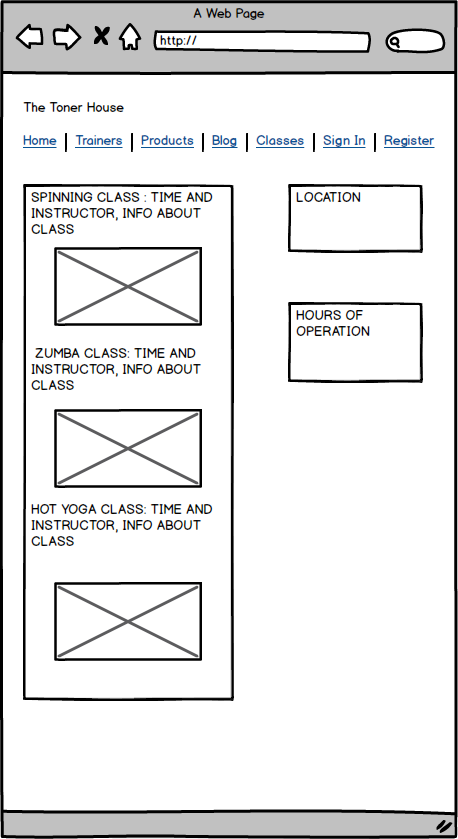 A Web Page
http://
The Toner House
Home | Trainers | Products | Blog | Classes | Sign In | Register
SPINNING CLASS : TIME AND
INSTRUCTOR, INFO ABOUT
CLASS
ZUMBA CLASS: TIME AND
INSTRUCTOR, INFO ABOUT
CLASS
HOT YOGA CLASS: TIME AND
INSTRUCTOR, INFO ABOUT
CLASS
LOCATION
HOURS OF
OPERATION